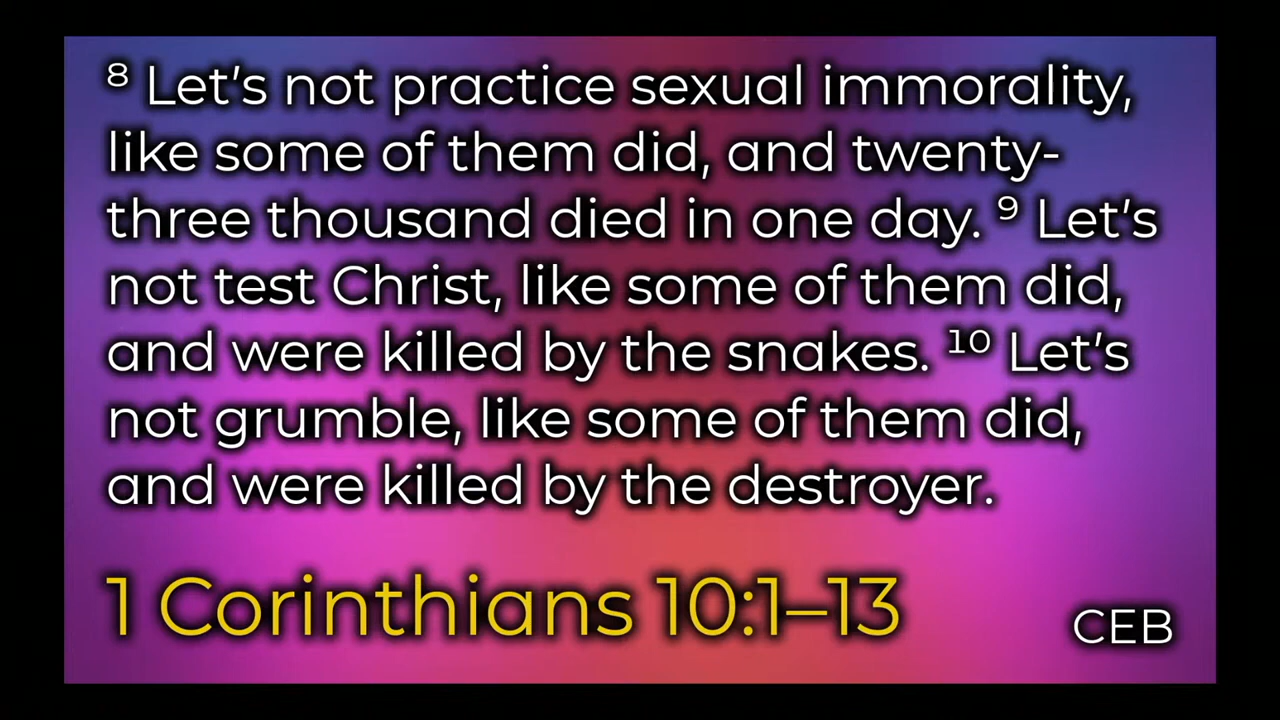 ⁸ Let’s not practice sexual immorality,
like some of them did, and twenty-
three thousand died in one day. ⁹ Let’s
not test Christ, like some of them did,
and were killed by the snakes. ¹⁰ Let’s
not grumble, like some of them did,
and were killed by the destroyer.
1 Corinthians 10:1–13
CEB